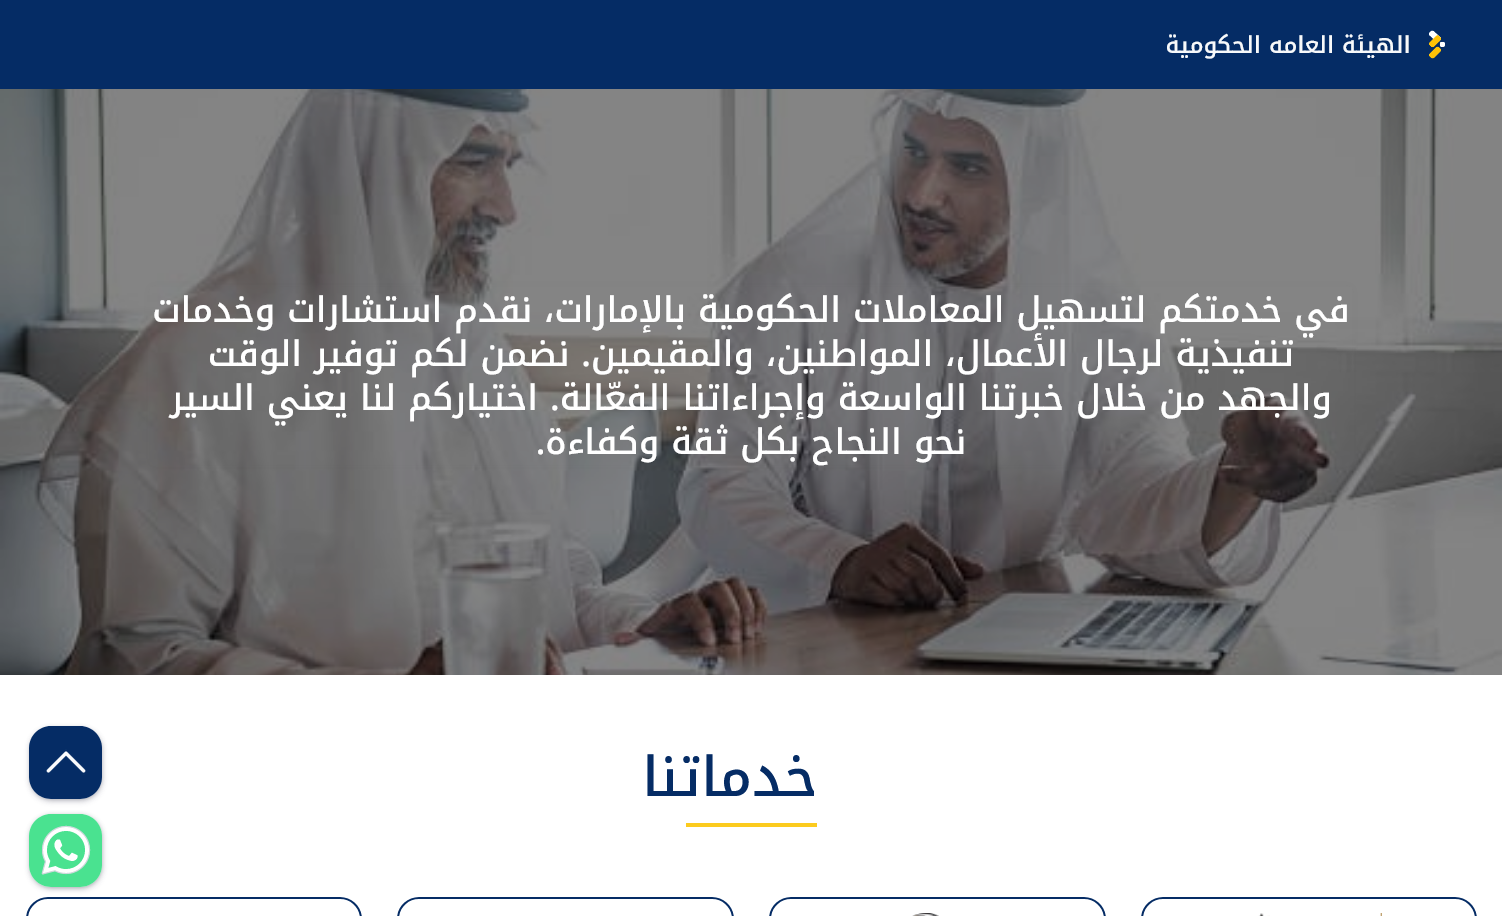 الهيئة العامه الحكومية
في خدمتكم لتسهيل المعاملات الحكومية بالإمارات، نقدم استشارات وخدمات
تنفيذية لرجال الأعمال، المواطنين، والمقيمين. نضمن لكم توفير الوقت
والجهد من خلال خبرتنا الواسعة وإجراءاتنا الفعّالة. اختياركم لنا يعني السير
نحو النجاح بكل ثقة وكفاءة.
خدماتنا